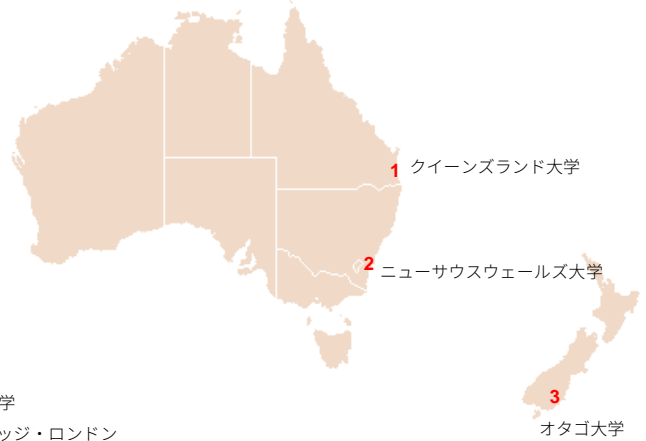 1 クイーンズランド大学
2 ニューサウスウェールズ大学
3
学
オタゴ大学
ッジ・ロンドン